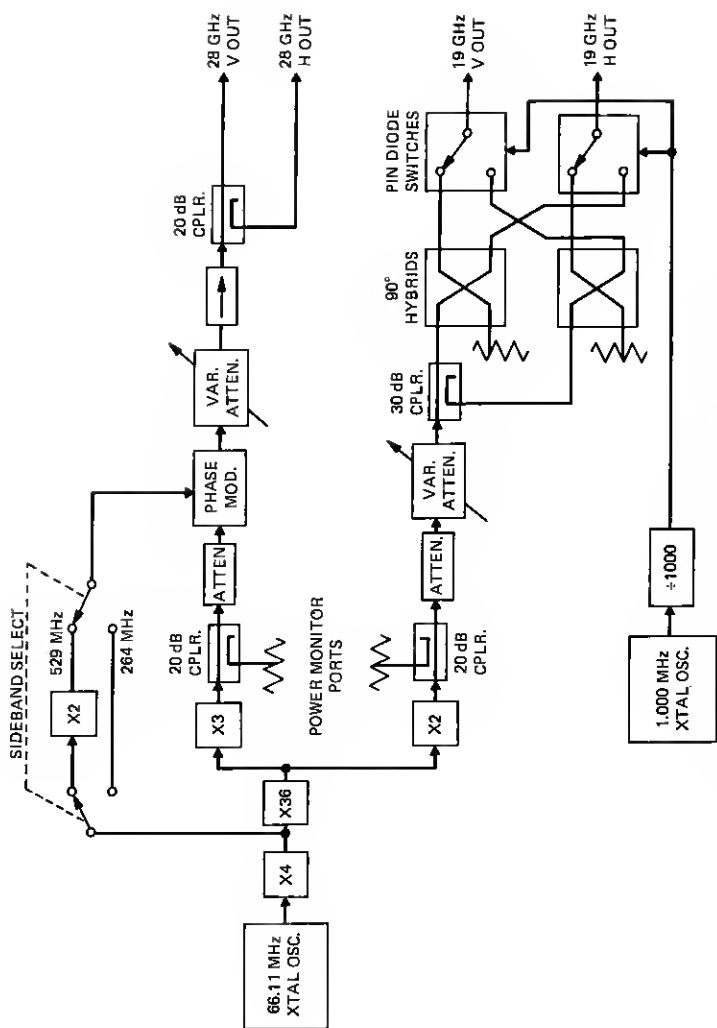 SIDEBAND SELECT
529 MHz
264 MHz
X2
66.11 MHz
XTAL OSC.
X4
X36
X3
20 dB
CPLR.
ATTEN
PHASE
MOD.
VAR.
ATTEN.
20 dB
CPLR.
28 GHz
V OUT
28 GHz
H OUT
POWER MONITOR
PORTS
X2
20 dB
CPLR.
ATTEN.
VAR.
ATTEN.
30 dB
CPLR.
90°
HYBRIDS
PIN DIODE
SWITCHES
19 GHz
V OUT
19 GHz
H OUT
1.000 MHz
XTAL OSC.
÷1000